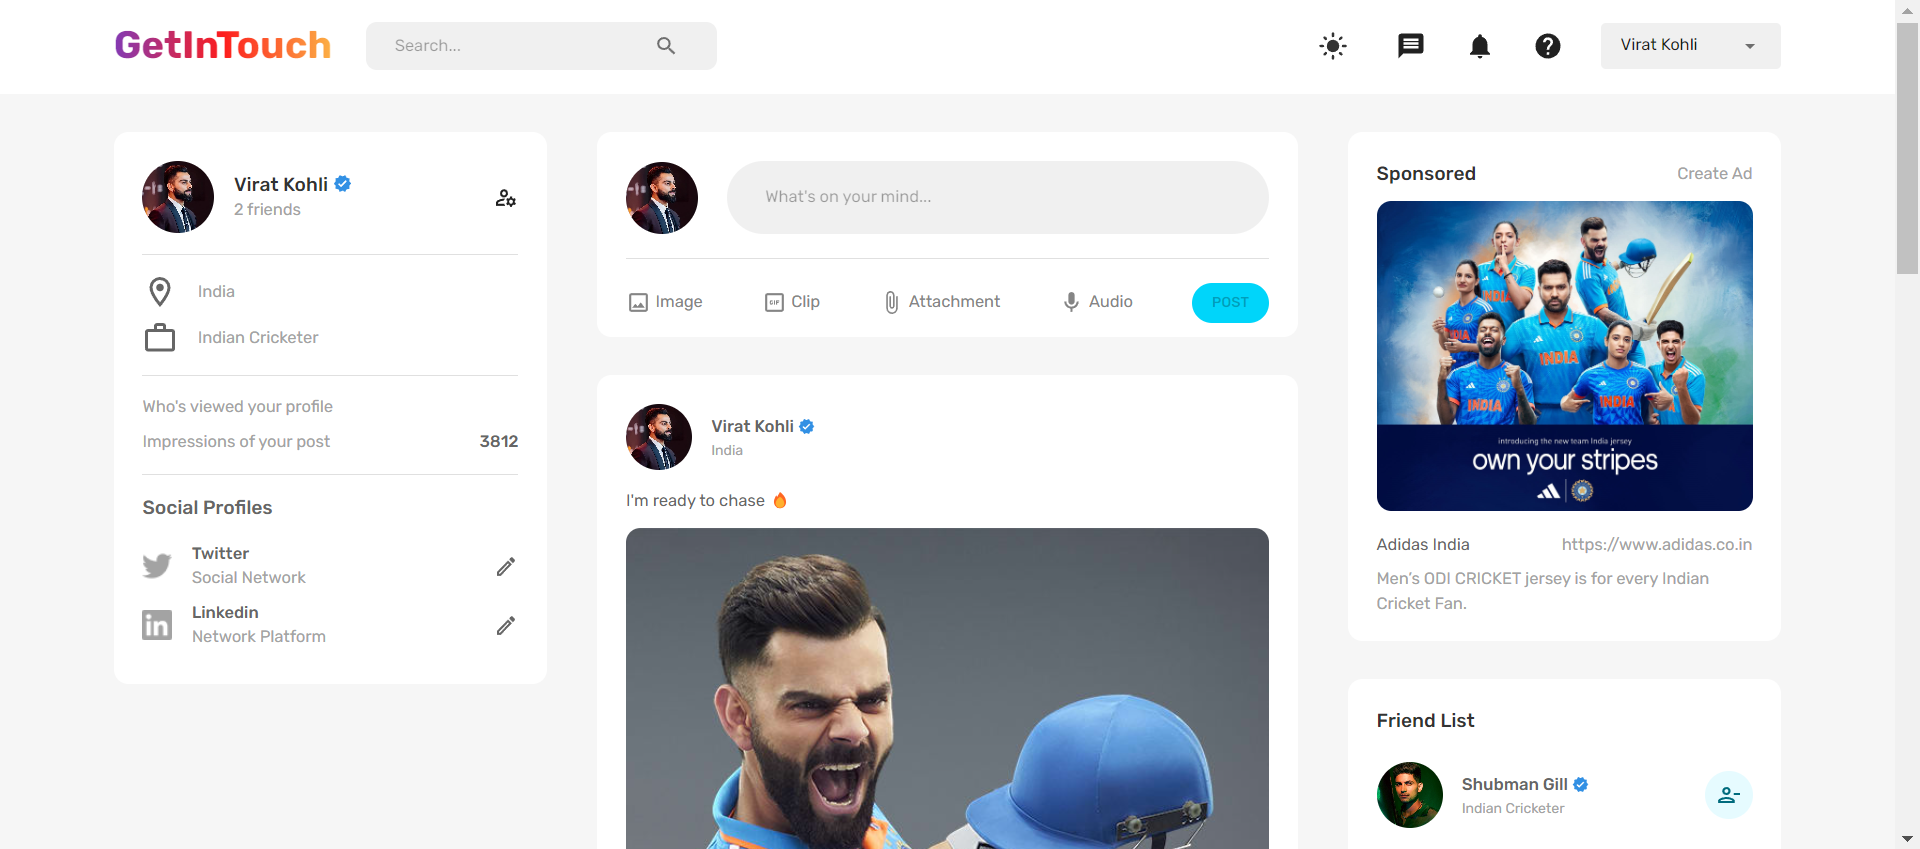 GetInTouch
Search...
Virat Kohli
Virat Kohli
2 friends
India
Indian Cricketer
Who's viewed your profile
Impressions of your post 3812
Social Profiles
Twitter
Social Network
Linkedin
Network Platform
What's on your mind...
Image
GIF Clip
Attachment
Audio
POST
Virat Kohli
India
I'm ready to chase 🔥
Sponsored Create Ad
INDIA
INDIA
INDIA
INDIA
introducing the new team India jersey
own your stripes
Adidas India https://www.adidas.co.in
Men's ODI CRICKET jersey is for every Indian
Cricket Fan.
Friend List
Shubman Gill
Indian Cricketer